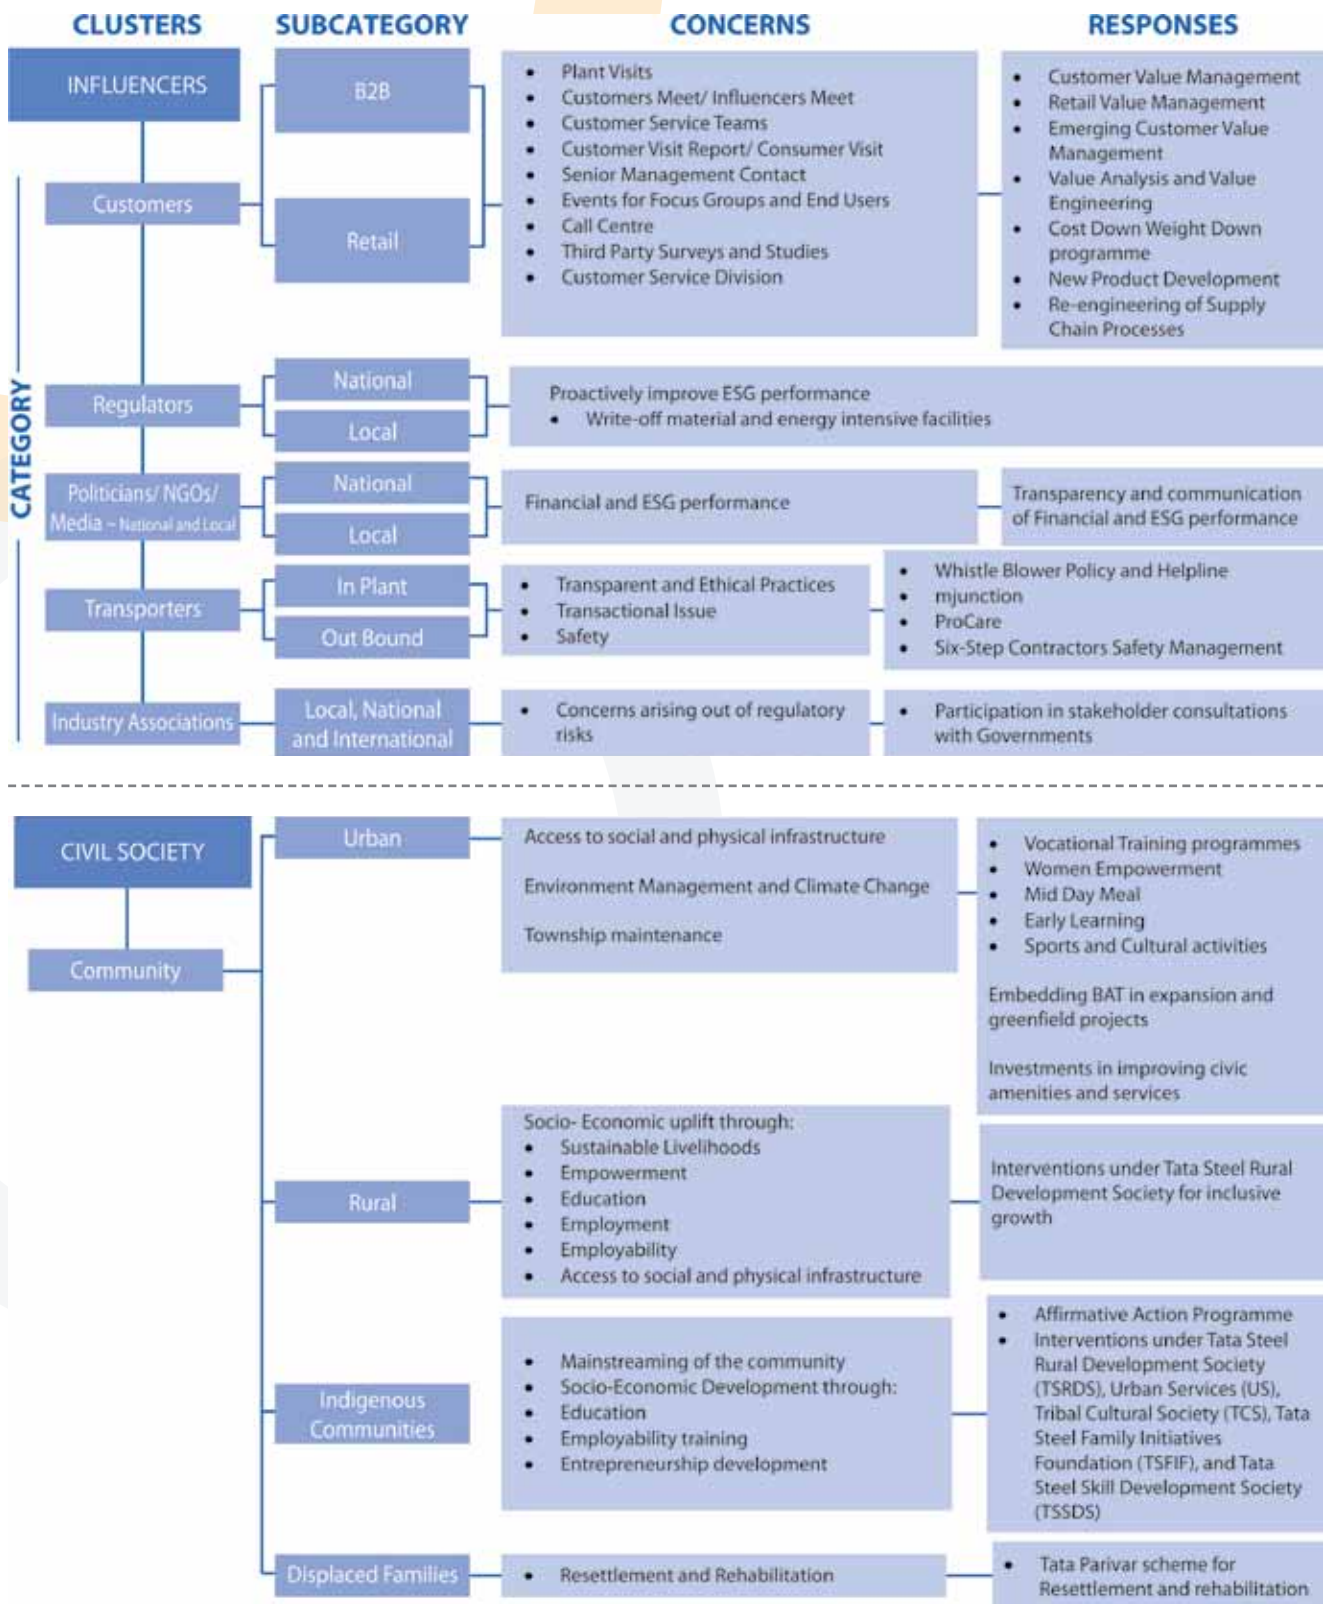 CLUSTERS SUBCATEGORY CONCERNS RESPONSES
CATEGORY
INFLUENCERS
Customers
B2B
Retail
• Plant Visits
• Customers Meet/ Influencers Meet
• Customer Service Teams
• Customer Visit Report/ Consumer Visit
• Senior Management Contact
• Events for Focus Groups and End Users
• Call Centre
• Third Party Surveys and Studies
• Customer Service Division
• Customer Value Management
• Retail Value Management
• Emerging Customer Value
Management
• Value Analysis and Value
Engineering
• Cost Down Weight Down
programme
• New Product Development
• Re-engineering of Supply
Chain Processes
Regulators
National
Local
Proactively improve ESG performance
• Write-off material and energy intensive facilities
Politicians/ NGOs/
Media – National and Local
National
Local
Financial and ESG performance
Transparency and communication
of Financial and ESG performance
Transporters
In Plant
Out Bound
• Transparent and Ethical Practices
• Transactional Issue
• Safety
• Whistle Blower Policy and Helpline
• mjunction
• ProCare
• Six-Step Contractors Safety Management
Industry Associations
Local, National
and International
• Concerns arising out of regulatory
risks
• Participation in stakeholder consultations
with Governments
CIVIL SOCIETY
Community
Urban
Access to social and physical infrastructure
Environment Management and Climate Change
Township maintenance
• Vocational Training programmes
• Women Empowerment
• Mid Day Meal
• Early Learning
• Sports and Cultural activities
Embedding BAT in expansion and
greenfield projects
Investments in improving civic
amenities and services
Rural
Socio- Economic uplift through:
• Sustainable Livelihoods
• Empowerment
• Education
• Employment
• Employability
• Access to social and physical infrastructure
Interventions under Tata Steel Rural
Development Society for inclusive
growth
Indigenous
Communities
• Mainstreaming of the community
• Socio-Economic Development through:
• Education
• Employability training
• Entrepreneurship development
• Affirmative Action Programme
• Interventions under Tata Steel
Rural Development Society
(TSRDS), Urban Services (US),
Tribal Cultural Society (TCS), Tata
Steel Family Initiatives
Foundation (TSFIF), and Tata
Steel Skill Development Society
(TSSDS)
Displaced Families
• Resettlement and Rehabilitation
• Tata Parivar scheme for
Resettlement and rehabilitation